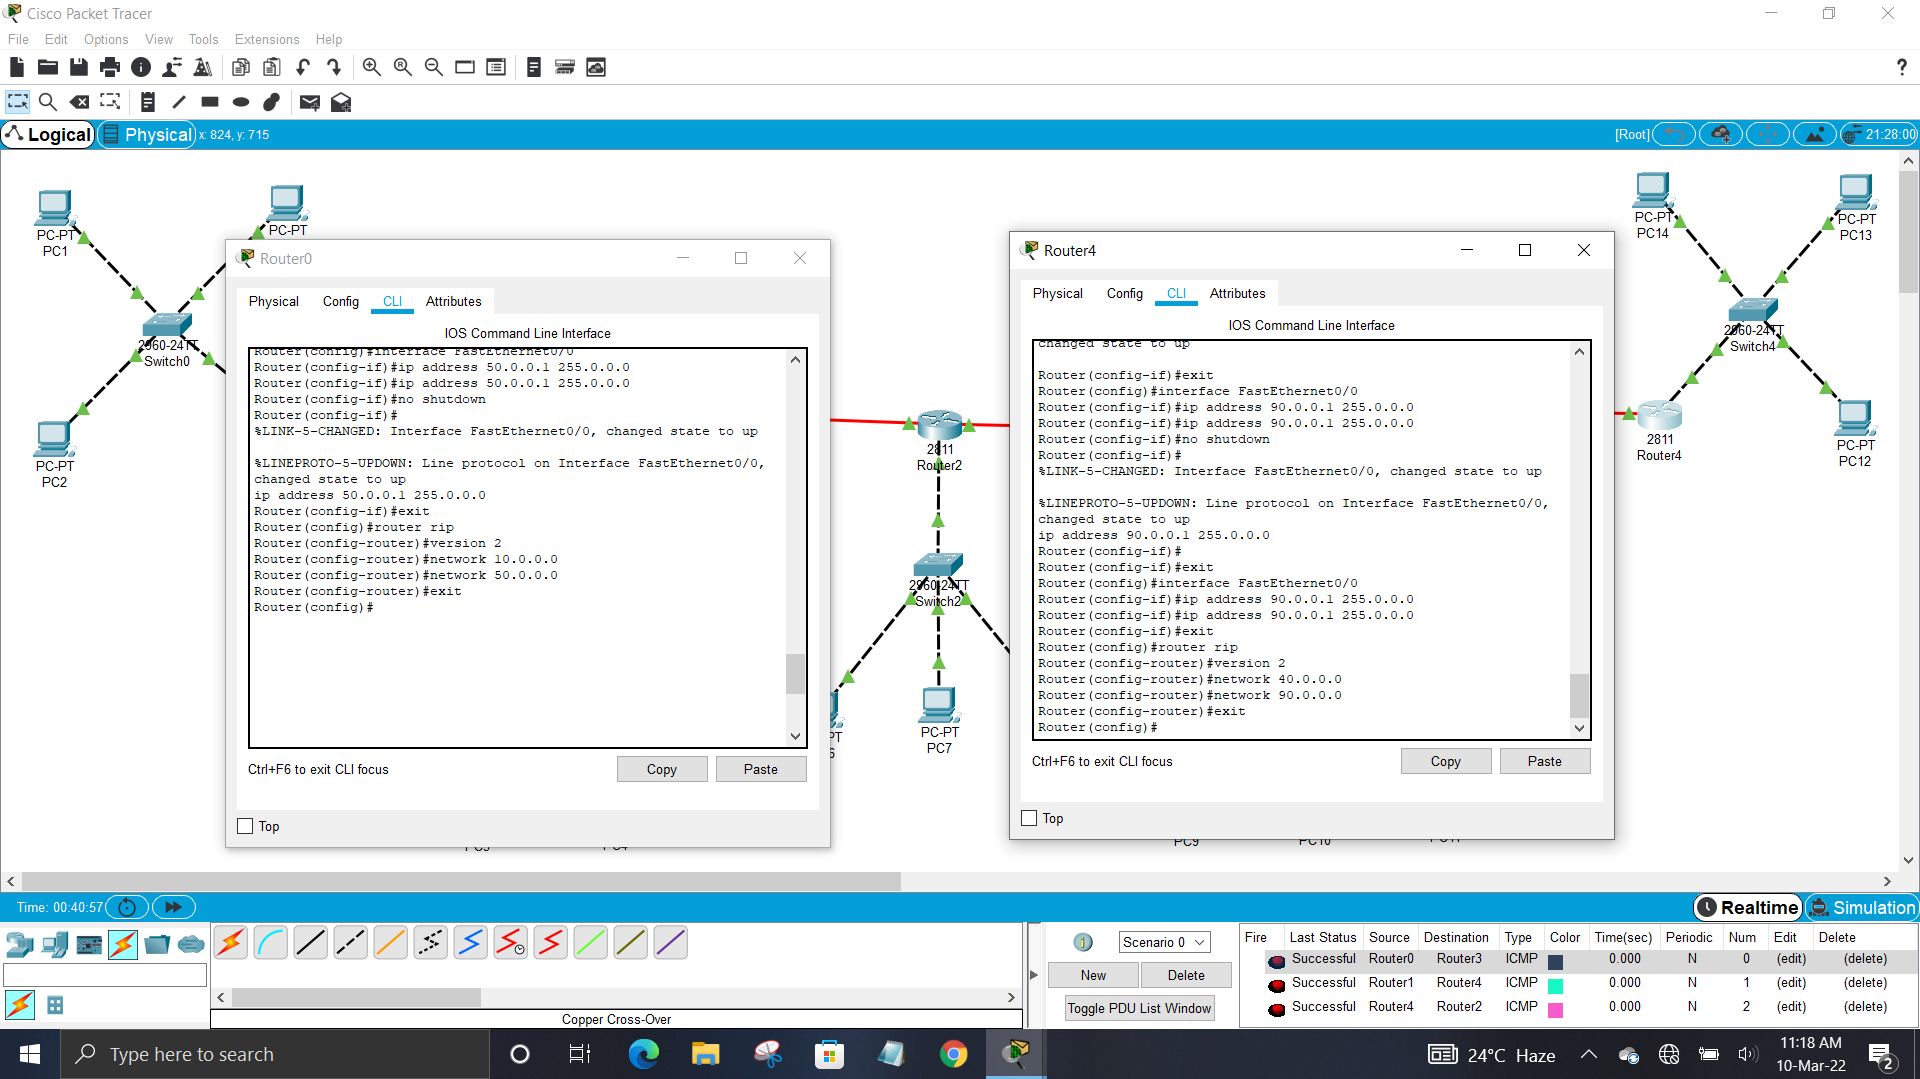 Cisco Packet Tracer
File Edit Options View Tools Extensions Help
?
Logical Physical x: 824, y: 715 [Root] 21:28:00
PC-PT
PC1
PC-PT
2960-24TT
Switch0
PC-PT
PC2
Router0
Physical Config CLI Attributes
IOS Command Line Interface
Router(config)#interface FastEthernet0/0
Router(config-if)#ip address 50.0.0.1 255.0.0.0
Router(config-if)#ip address 50.0.0.1 255.0.0.0
Router(config-if)#no shutdown
Router(config-if)#
%LINK-5-CHANGED: Interface FastEthernet0/0, changed state to up
%LINEPROTO-5-UPDOWN: Line protocol on Interface FastEthernet0/0,
changed state to up
ip address 50.0.0.1 255.0.0.0
Router(config-if)#exit
Router(config)#router rip
Router(config-router)#version 2
Router(config-router)#network 10.0.0.0
Router(config-router)#network 50.0.0.0
Router(config-router)#exit
Router(config)#
Ctrl+F6 to exit CLI focus
Copy Paste
Top
2811
Router2
2960-24TT
Switch2
PC-PT
PC7
Router4
Physical Config CLI Attributes
IOS Command Line Interface
changed state to up
Router(config-if)#exit
Router(config)#interface FastEthernet0/0
Router(config-if)#ip address 90.0.0.1 255.0.0.0
Router(config-if)#ip address 90.0.0.1 255.0.0.0
Router(config-if)#no shutdown
Router(config-if)#
%LINK-5-CHANGED: Interface FastEthernet0/0, changed state to up
%LINEPROTO-5-UPDOWN: Line protocol on Interface FastEthernet0/0,
changed state to up
ip address 90.0.0.1 255.0.0.0
Router(config-if)#
Router(config-if)#exit
Router(config)#interface FastEthernet0/0
Router(config-if)#ip address 90.0.0.1 255.0.0.0
Router(config-if)#ip address 90.0.0.1 255.0.0.0
Router(config-if)#exit
Router(config)#router rip
Router(config-router)#version 2
Router(config-router)#network 40.0.0.0
Router(config-router)#network 90.0.0.0
Router(config-router)#exit
Router(config)#
Ctrl+F6 to exit CLI focus
Copy Paste
Top
PC-PT
PC14
PC-PT
PC13
2960-24TT
Switch4
2811
Router4
PC-PT
PC12
PC9
PC10
Time: 00:40:57
Realtime Simulation
Scenario 0
New Delete
Toggle PDU List Window
Copper Cross-Over
Fire Last Status Source Destination Type Color Time(sec) Periodic Num Edit Delete
Successful Router0 Router3 ICMP 0.000 N 0 (edit) (delete)
Successful Router1 Router4 ICMP 0.000 N 1 (edit) (delete)
Successful Router4 Router2 ICMP 0.000 N 2 (edit) (delete)
Type here to search
24°C Haze
11:18 AM
10-Mar-22
2